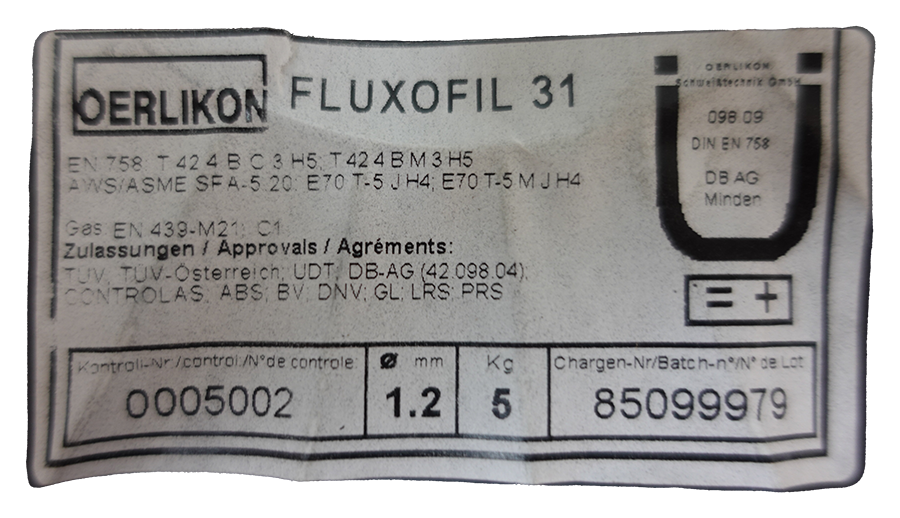 OERLIKON
FLUXOFIL 31
EN 758: T 42 4 B C 3 H5; T 42 4 B M 3 H5
AWS/ASME SFA-5.20: E70 T-5 J H4; E70 T-5 M J H4
Gas: EN 439-M21; C1
Zulassungen / Approvals / Agréments:
TÜV, TÜV-Österreich; UDT; DB-AG (42.098.04);
CONTROLAS; ABS; BV; DNV; GL; LRS; PRS
OERLIKON
Schweißtechnik GmbH
098 09
DIN EN 758
DB AG
Minden
= +
Kontroll-Nr./control./N° de controle
0005002
Ø mm
1.2
Kg
5
Chargen-Nr/Batch-n°/N° de Lot
85099979